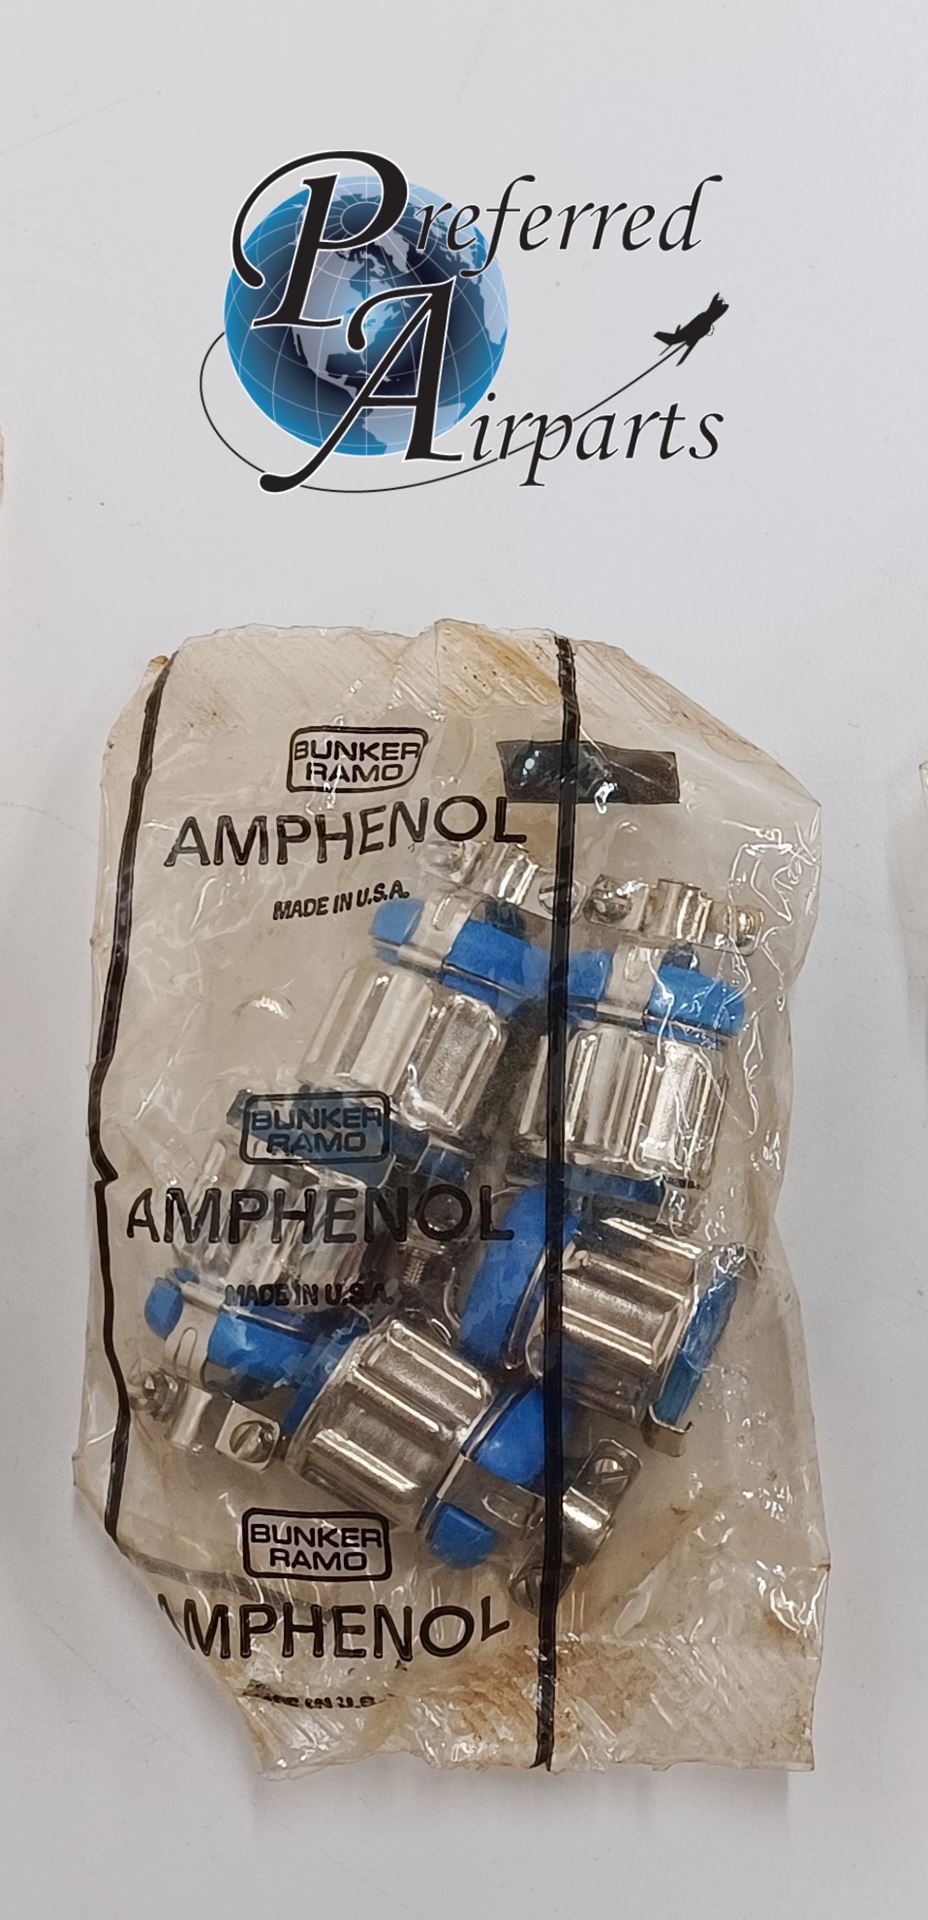 Preferred
Airparts
BUNKER
RAMO
AMPHENOL
MADE IN U.S.A.
BUNKER
RAMO
AMPHENOL
MADE IN U.S.A.
BUNKER
RAMO
AMPHENOL